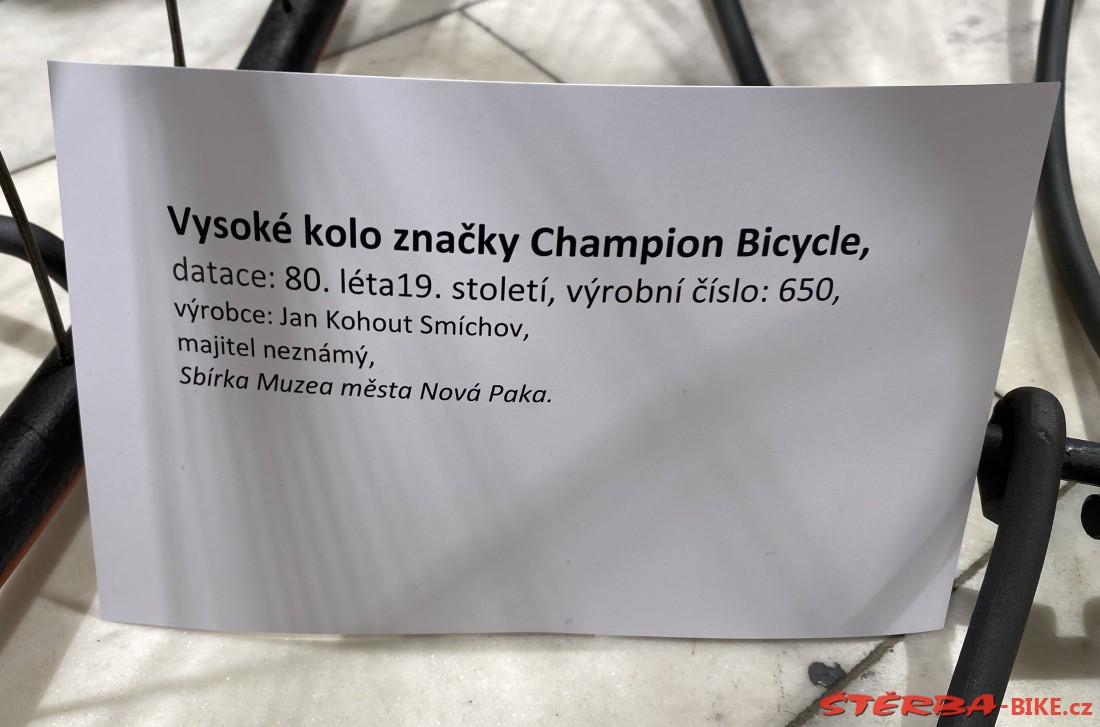 Vysoké kolo značky Champion Bicycle,
datace: 80. léta19. století, výrobní číslo: 650,
výrobce: Jan Kohout Smíchov,
majitel neznámý,
Sbírka Muzea města Nová Paka.
ŠTĚRBA-BIKE.cz